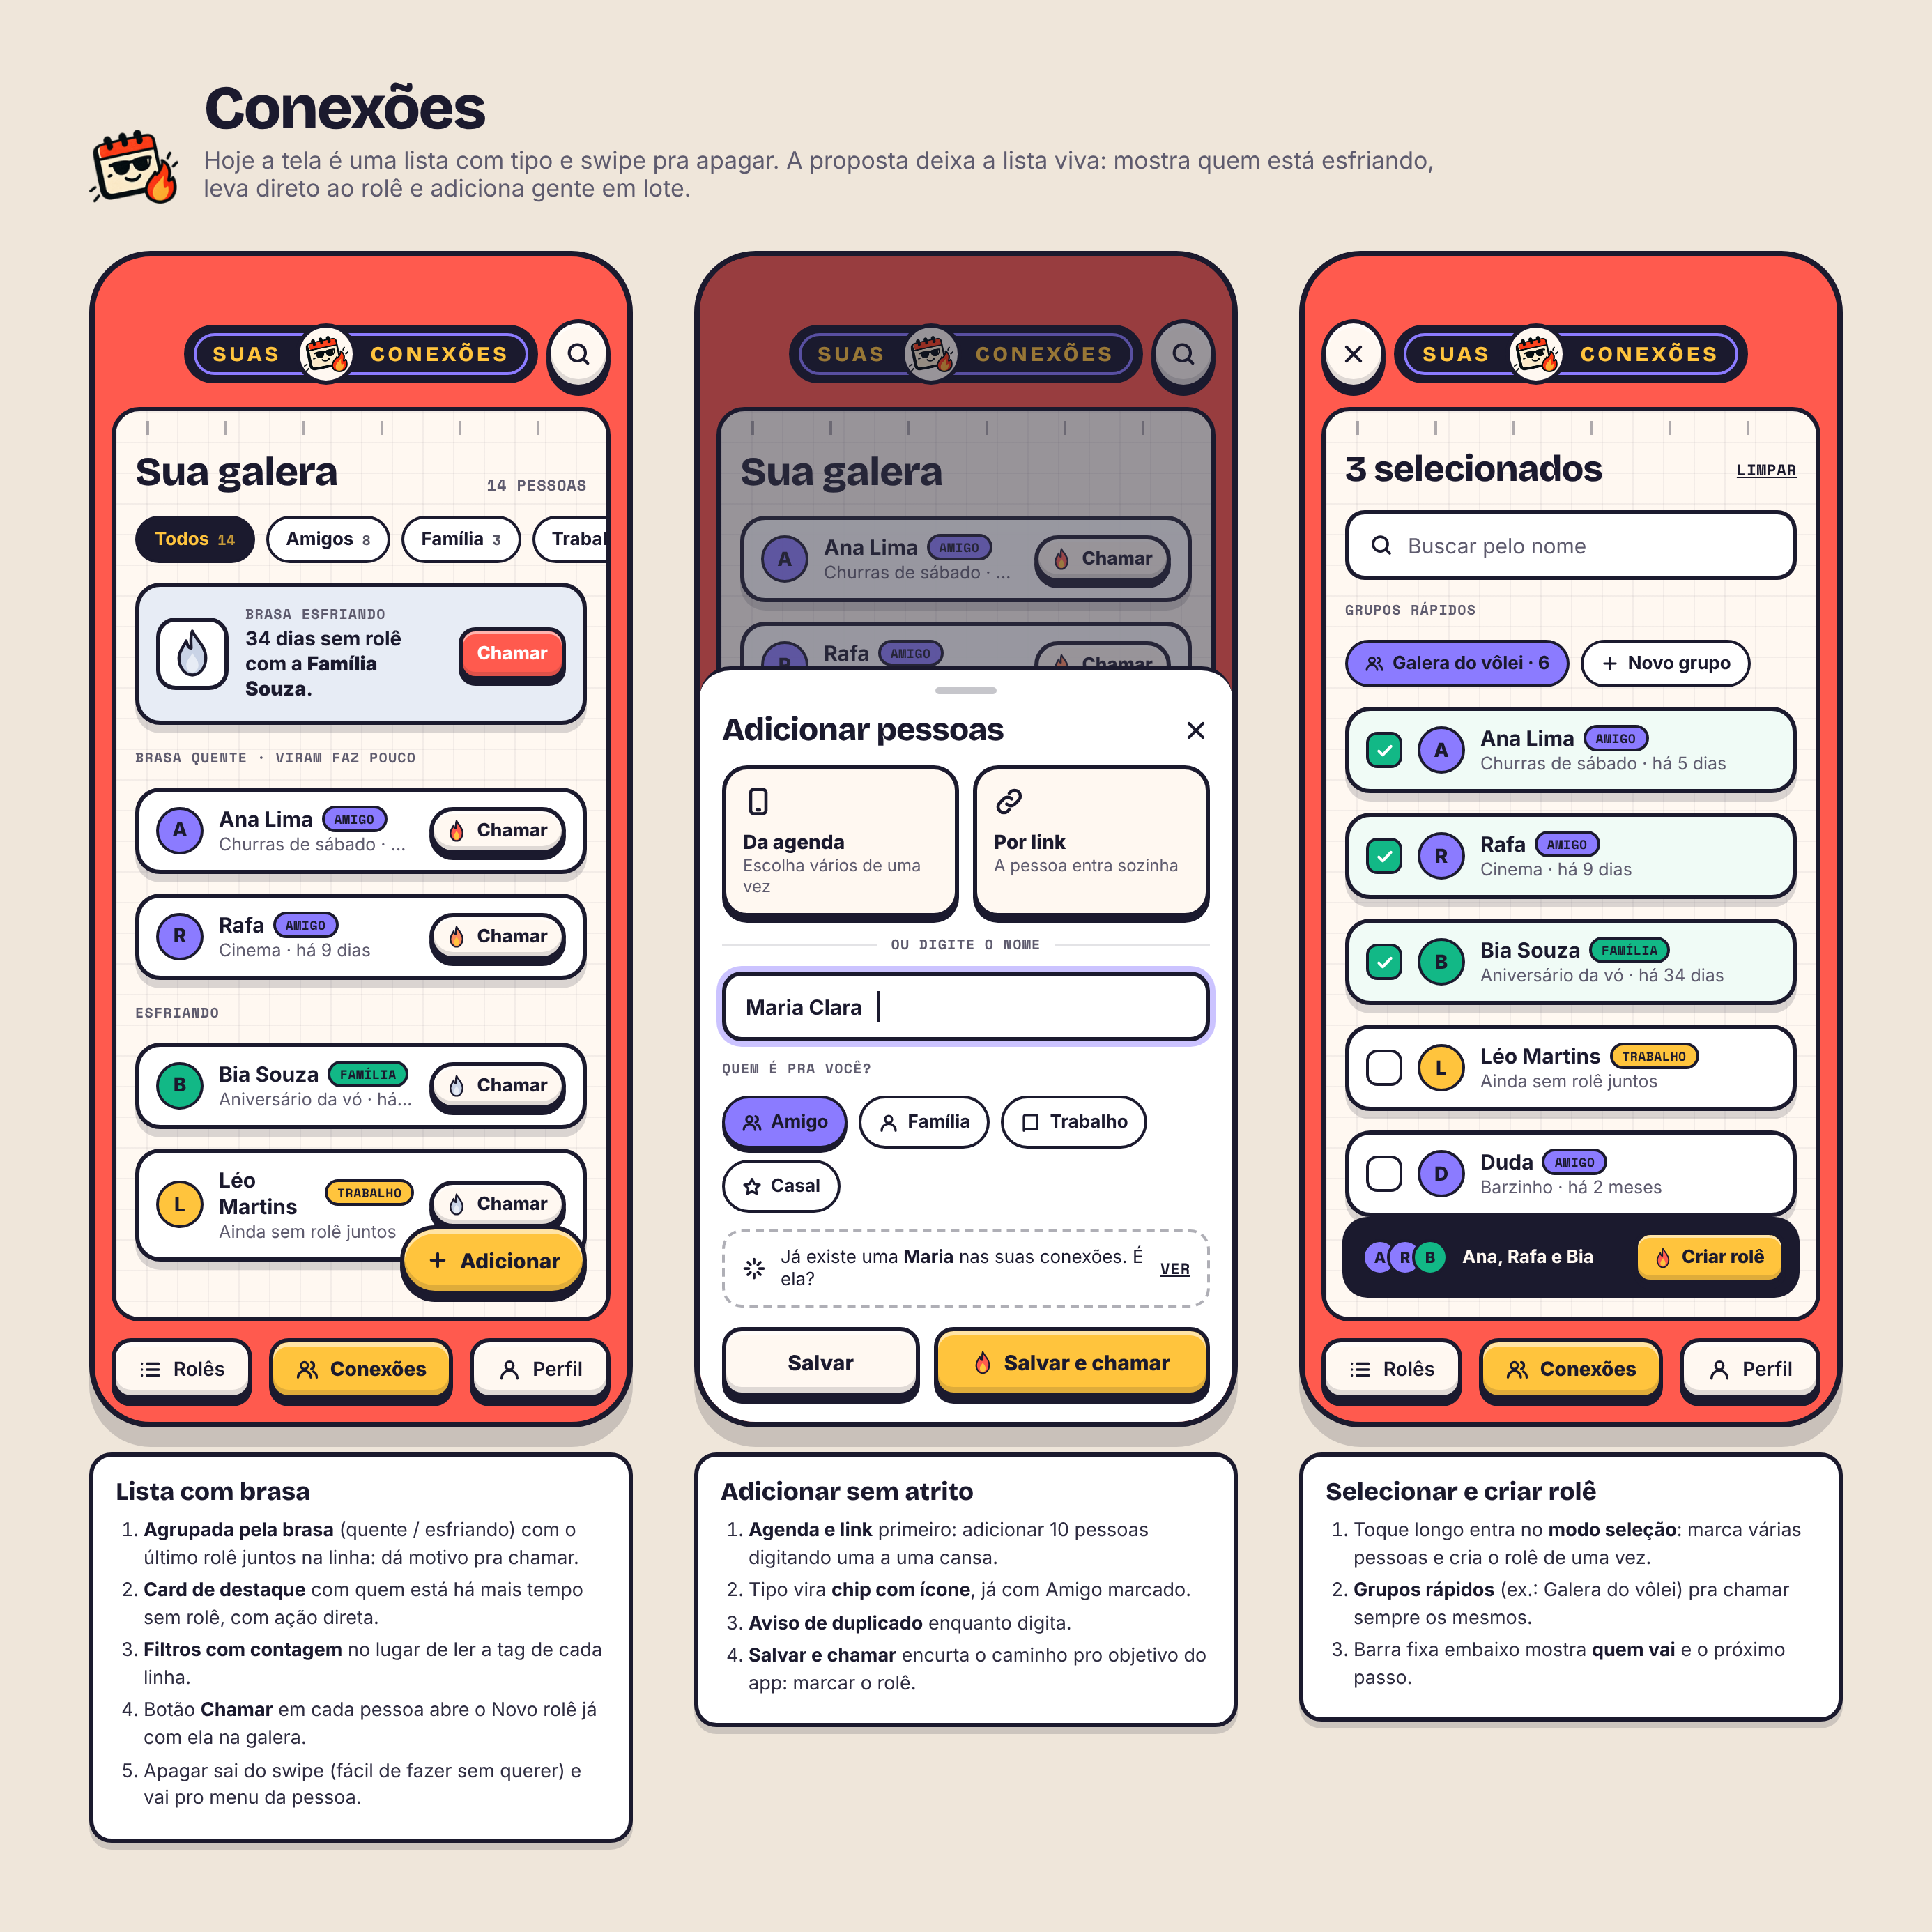 Conexões
Hoje a tela é uma lista com tipo e swipe pra apagar. A proposta deixa a lista viva: mostra quem está esfriando,
leva direto ao rolê e adiciona gente em lote.
SUAS CONEXÕES
Sua galera
14 PESSOAS
Todos 14
Amigos 8
Família 3
Trabal
BRASA ESFRIANDO
34 dias sem rolê
com a Família
Souza.
Chamar
BRASA QUENTE · VIRAM FAZ POUCO
A
Ana Lima AMIGO
Churras de sábado · ...
Chamar
R
Rafa AMIGO
Cinema · há 9 dias
Chamar
ESFRIANDO
B
Bia Souza FAMÍLIA
Aniversário da vó · há...
Chamar
L
Léo
Martins
TRABALHO
Ainda sem rolê juntos
Chamar
+ Adicionar
Rolês
Conexões
Perfil
SUAS CONEXÕES
Sua galera
A
Ana Lima AMIGO
Churras de sábado · ...
Chamar
R
Rafa AMIGO
Chamar
Adicionar pessoas
Da agenda
Escolha vários de uma
vez
Por link
A pessoa entra sozinha
OU DIGITE O NOME
Maria Clara
QUEM É PRA VOCÊ?
Amigo
Família
Trabalho
Casal
Já existe uma Maria nas suas conexões. É
ela?
VER
Salvar
Salvar e chamar
SUAS CONEXÕES
3 selecionados
LIMPAR
Buscar pelo nome
GRUPOS RÁPIDOS
Galera do vôlei · 6
+ Novo grupo
A
Ana Lima AMIGO
Churras de sábado · há 5 dias
R
Rafa AMIGO
Cinema · há 9 dias
B
Bia Souza FAMÍLIA
Aniversário da vó · há 34 dias
L
Léo Martins TRABALHO
Ainda sem rolê juntos
D
Duda AMIGO
Barzinho · há 2 meses
A R B
Ana, Rafa e Bia
Criar rolê
Rolês
Conexões
Perfil
Lista com brasa
1. Agrupada pela brasa (quente / esfriando) com o
último rolê juntos na linha: dá motivo pra chamar.
2. Card de destaque com quem está há mais tempo
sem rolê, com ação direta.
3. Filtros com contagem no lugar de ler a tag de cada
linha.
4. Botão Chamar em cada pessoa abre o Novo rolê já
com ela na galera.
5. Apagar sai do swipe (fácil de fazer sem querer) e
vai pro menu da pessoa.
Adicionar sem atrito
1. Agenda e link primeiro: adicionar 10 pessoas
digitando uma a uma cansa.
2. Tipo vira chip com ícone, já com Amigo marcado.
3. Aviso de duplicado enquanto digita.
4. Salvar e chamar encurta o caminho pro objetivo do
app: marcar o rolê.
Selecionar e criar rolê
1. Toque longo entra no modo seleção: marca várias
pessoas e cria o rolê de uma vez.
2. Grupos rápidos (ex.: Galera do vôlei) pra chamar
sempre os mesmos.
3. Barra fixa embaixo mostra quem vai e o próximo
passo.